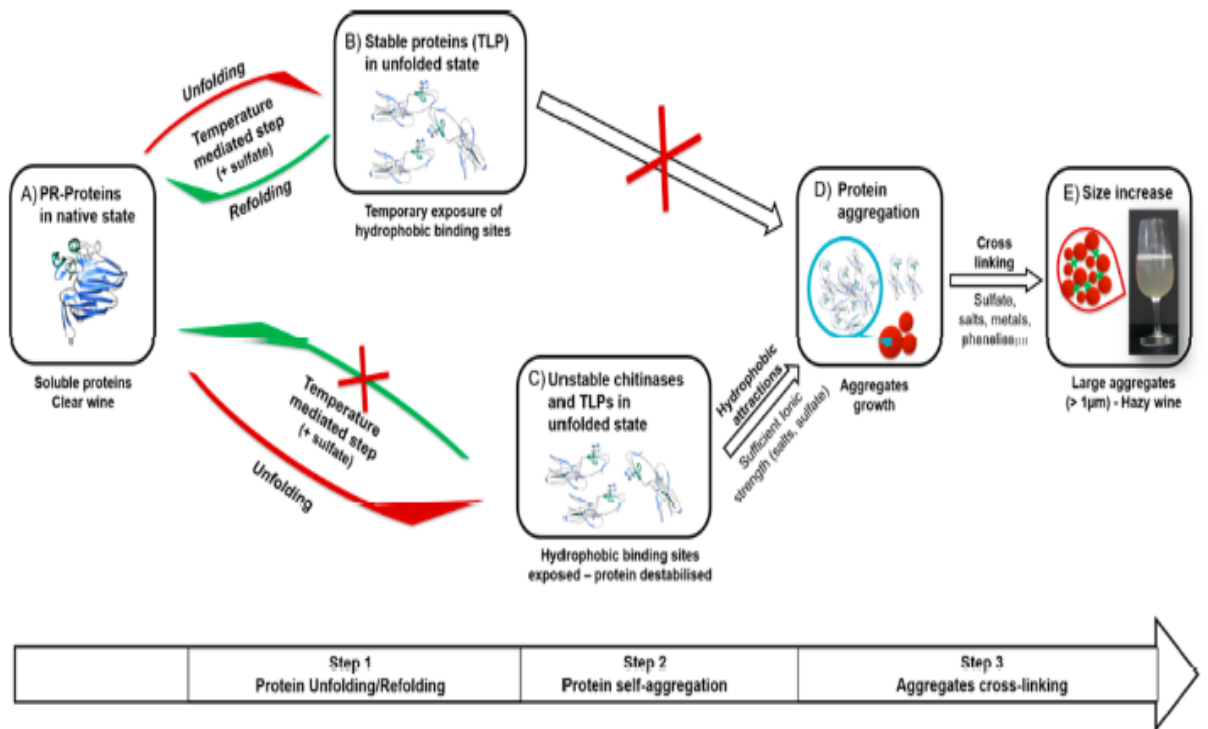 A) PR-Proteins
in native state
Soluble proteins
Clear wine
Unfolding
Temperature
mediated step
(+ sulfate)
Refolding
B) Stable proteins (TLP)
in unfolded state
Temporary exposure of
hydrophobic binding sites
Temperature
mediated step
(+ sulfate)
Unfolding
C) Unstable chitinases
and TLPs in
unfolded state
Hydrophobic binding sites
exposed – protein destabilised
Hydrophobic
attractions
Sufficient Ionic
strength (salts, sulfate)
D) Protein
aggregation
Aggregates
growth
Cross
linking
Sulfate,
salts, metals,
E) Size increase
Large aggregates
(> 1µm) - Hazy wine
Step 1
Protein Unfolding/Refolding
Step 2
Protein self-aggregation
Step 3
Aggregates cross-linking